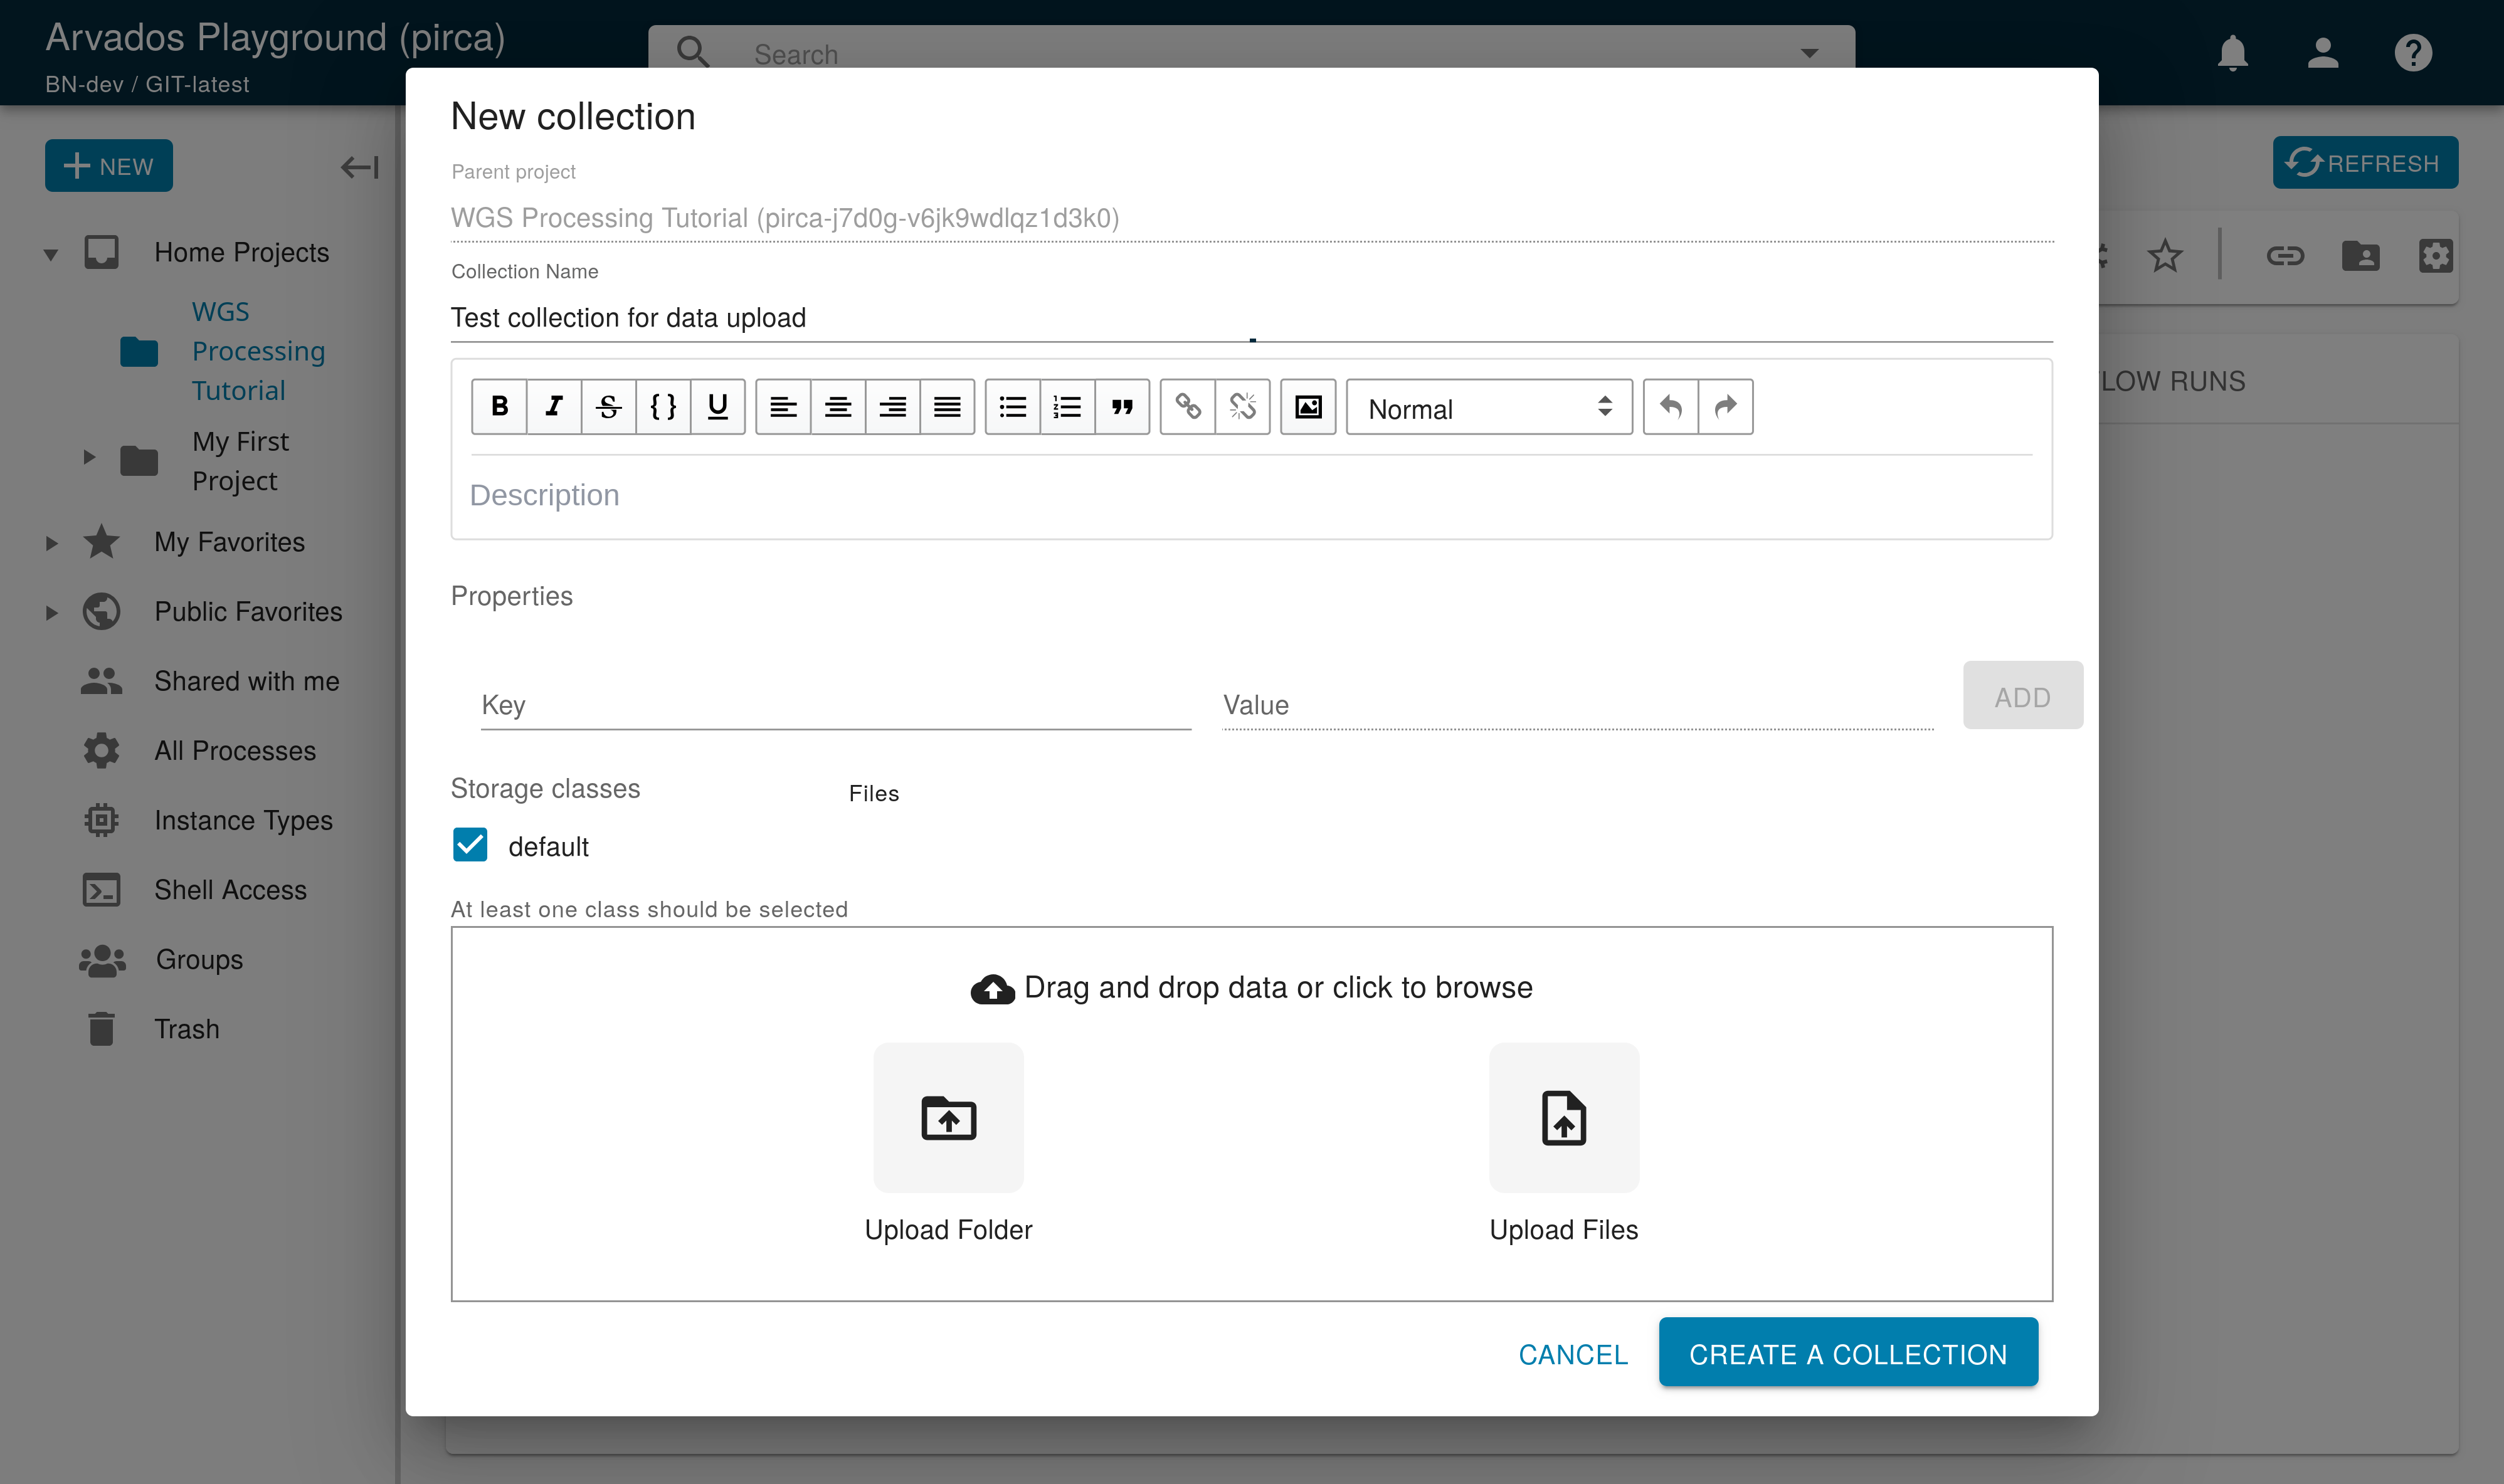 Arvados Playground (pirca)
BN-dev / GIT-latest
Search
NEW
REFRESH
Home Projects
WGS
Processing
Tutorial
My First
Project
My Favorites
Public Favorites
Shared with me
All Processes
Instance Types
Shell Access
Groups
Trash
New collection
Parent project
WGS Processing Tutorial (pirca-j7d0g-v6jk9wdlqz1d3k0)
Collection Name
Test collection for data upload
B I S { } U Normal
Description
LOW RUNS
Properties
Key
Value
ADD
Storage classes
Files
default
At least one class should be selected
Drag and drop data or click to browse
Upload Folder
Upload Files
CANCEL
CREATE A COLLECTION